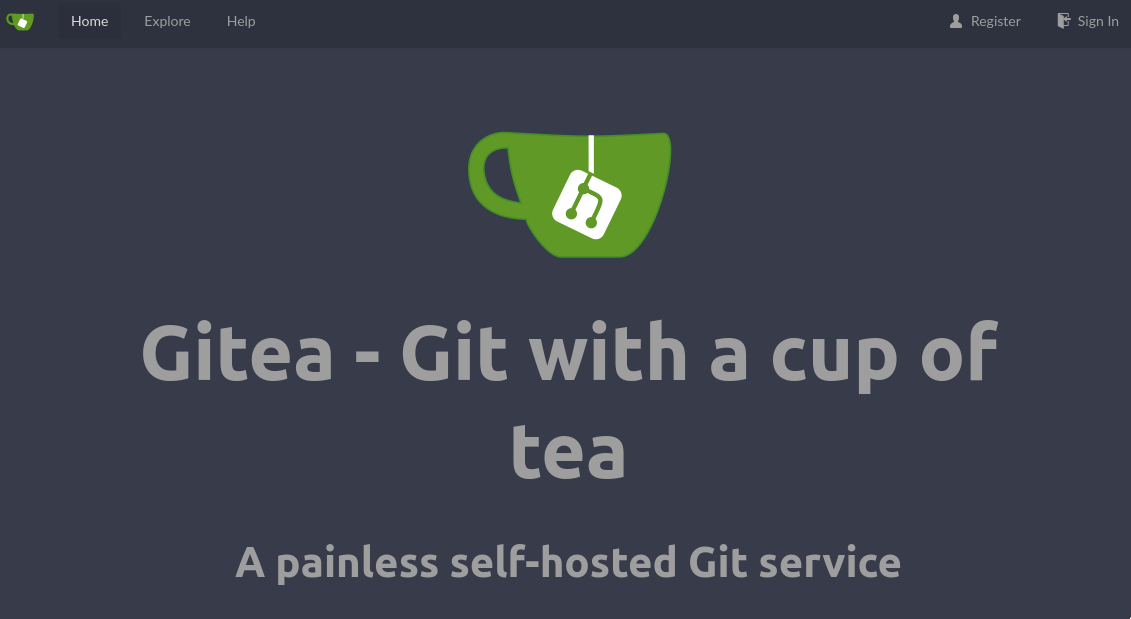 Home Explore Help Register Sign In
Gitea - Git with a cup of
tea
A painless self-hosted Git service